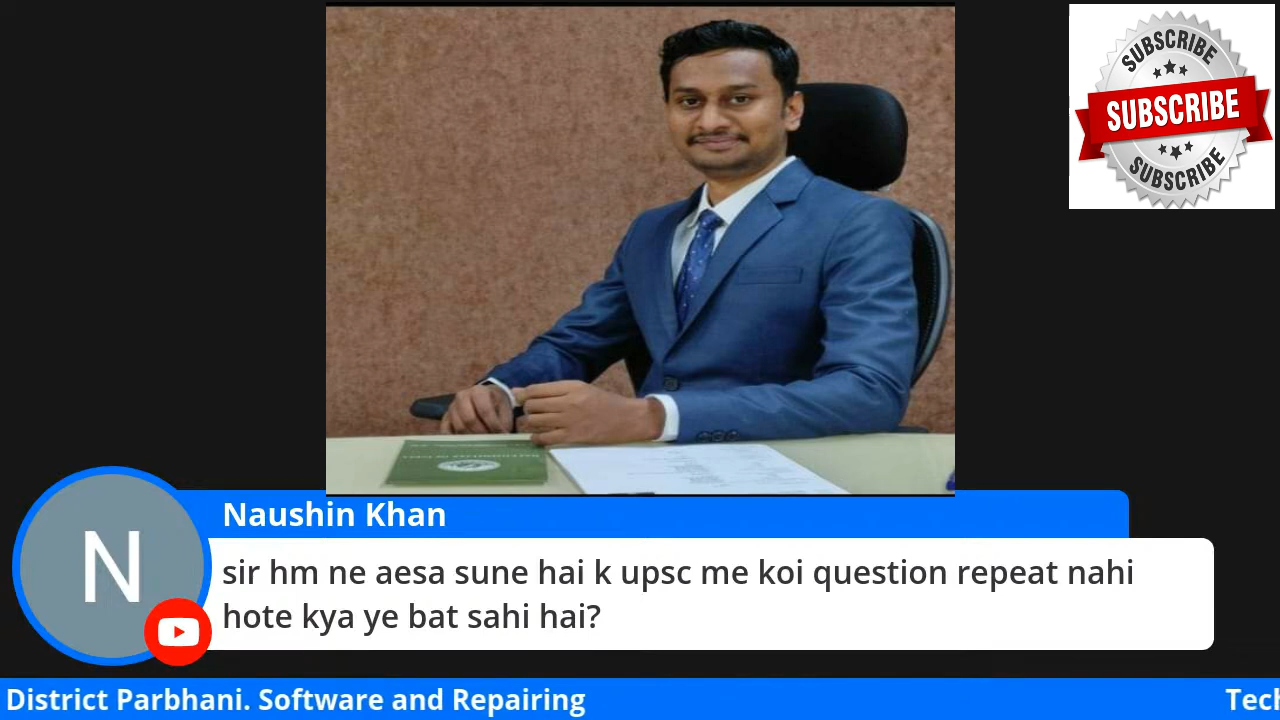 SUBSCRIBE
SUBSCRIBE
SUBSCRIBE
N
Naushin Khan
sir hm ne aesa sune hai k upsc me koi question repeat nahi
hote kya ye bat sahi hai?
District Parbhani. Software and Repairing
Tech